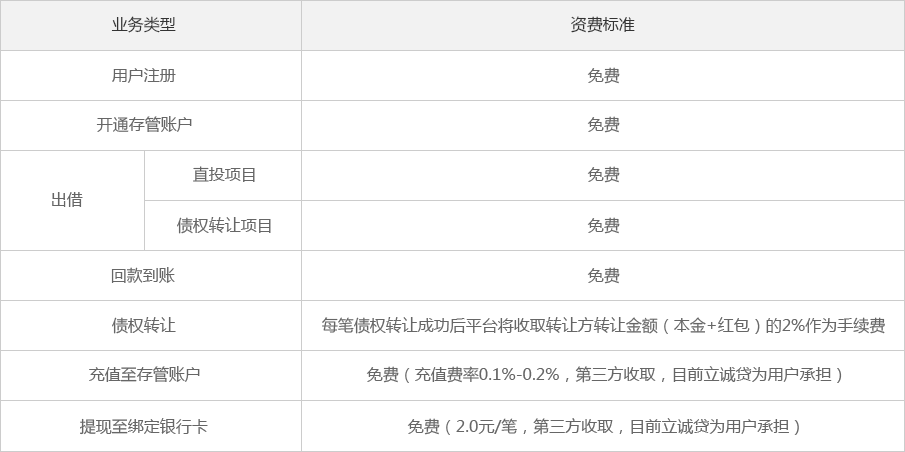 业务类型 资费标准
用户注册 免费
开通存管账户 免费
出借 直投项目 免费
债权转让项目 免费
回款到账 免费
债权转让 每笔债权转让成功后平台将收取转让方转让金额（本金+红包）的2%作为手续费
充值至存管账户 免费（充值费率0.1%-0.2%，第三方收取，目前立诚贷为用户承担）
提现至绑定银行卡 免费（2.0元/笔，第三方收取，目前立诚贷为用户承担）